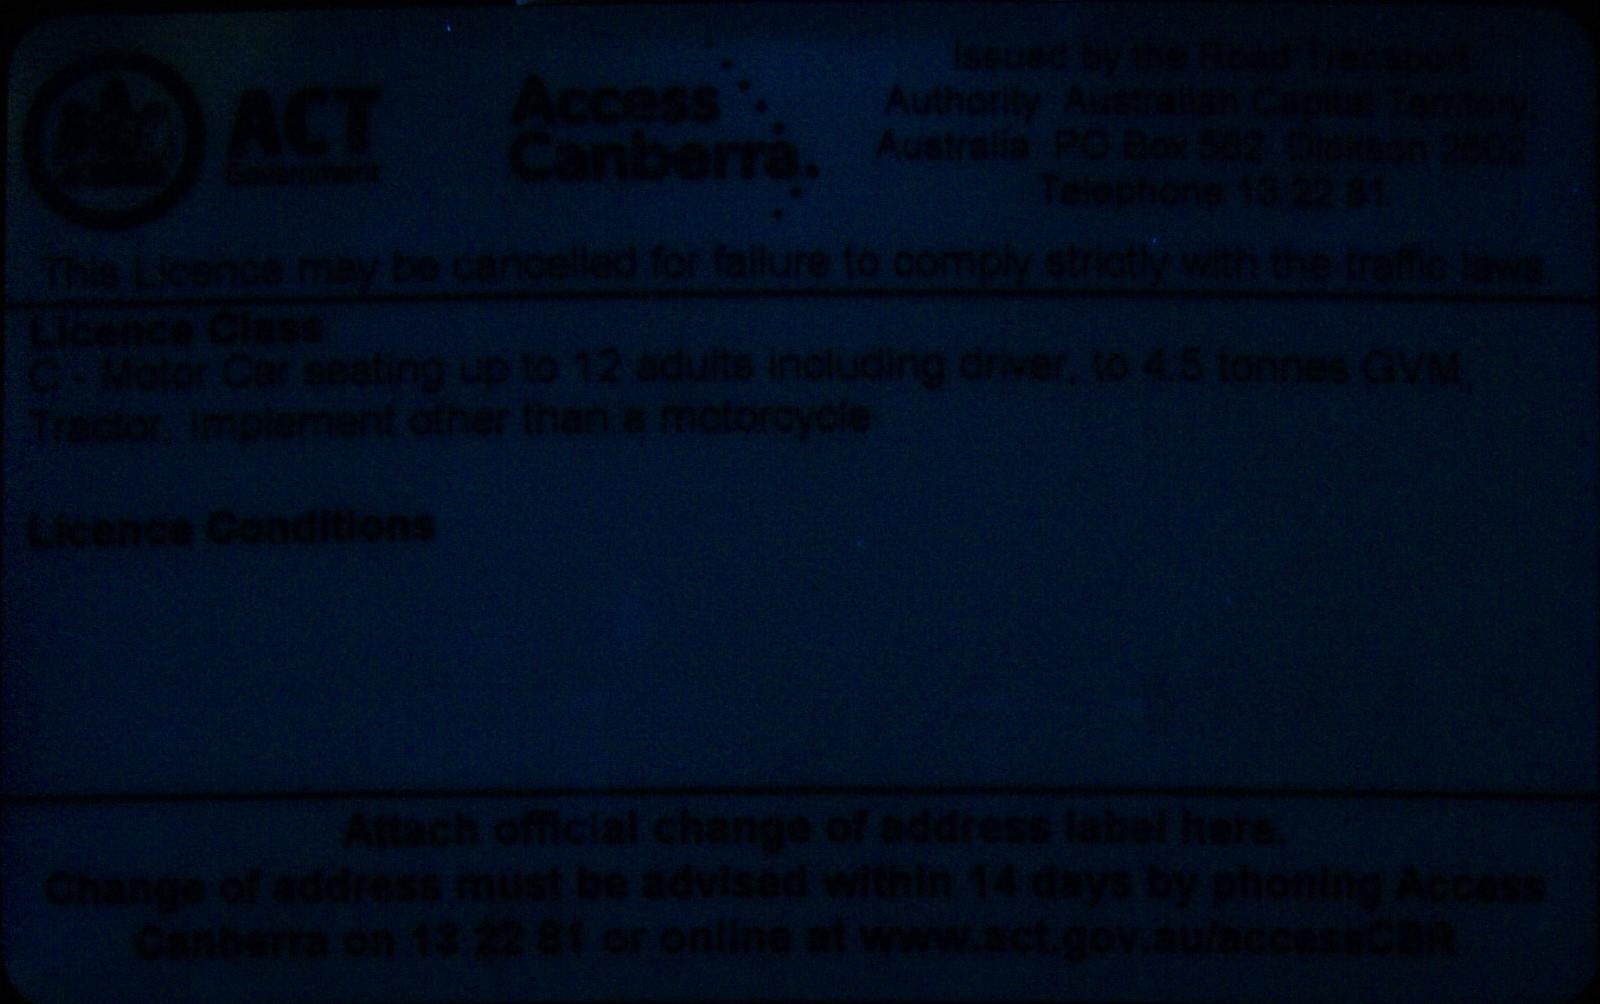 ACT
Government
Access
Canberra.
Issued by the Road Transport
Authority Australian Capital Territory,
Australia PO Box 582 Dickson 2602
Telephone 13 22 81
This Licence may be cancelled for failure to comply strictly with the traffic laws.
Licence Class
C - Motor Car seating up to 12 adults including driver, to 4.5 tonnes GVM,
Tractor, Implement other than a motorcycle
Licence Conditions
Attach official change of address label here.
Change of address must be advised within 14 days by phoning Access
Canberra on 13 22 81 or online at www.act.gov.au/accessCBR